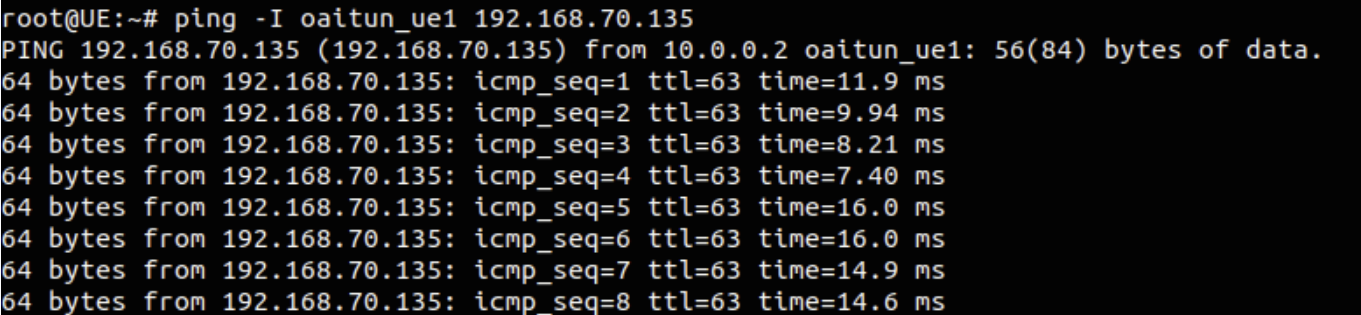 root@UE:~# ping -I oaitun_ue1 192.168.70.135
PING 192.168.70.135 (192.168.70.135) from 10.0.0.2 oaitun_ue1: 56(84) bytes of data.
64 bytes from 192.168.70.135: icmp_seq=1 ttl=63 time=11.9 ms
64 bytes from 192.168.70.135: icmp_seq=2 ttl=63 time=9.94 ms
64 bytes from 192.168.70.135: icmp_seq=3 ttl=63 time=8.21 ms
64 bytes from 192.168.70.135: icmp_seq=4 ttl=63 time=7.40 ms
64 bytes from 192.168.70.135: icmp_seq=5 ttl=63 time=16.0 ms
64 bytes from 192.168.70.135: icmp_seq=6 ttl=63 time=16.0 ms
64 bytes from 192.168.70.135: icmp_seq=7 ttl=63 time=14.9 ms
64 bytes from 192.168.70.135: icmp_seq=8 ttl=63 time=14.6 ms